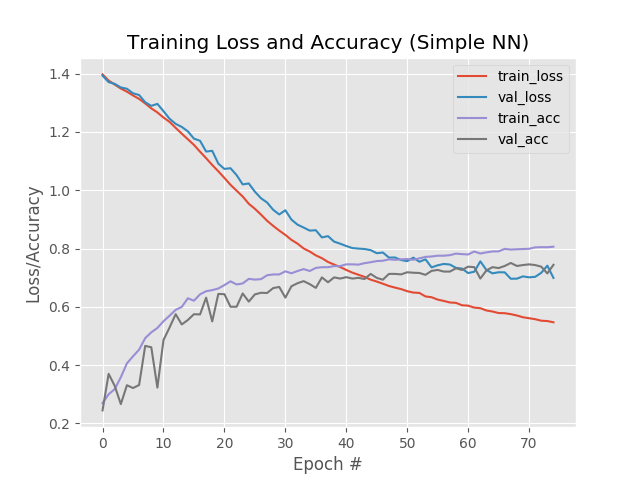 Training Loss and Accuracy (Simple NN)
train_loss
val_loss
train_acc
val_acc
1.4
1.2
1.0
0.8
0.6
0.4
0.2
Loss/Accuracy
0 10 20 30 40 50 60 70
Epoch #